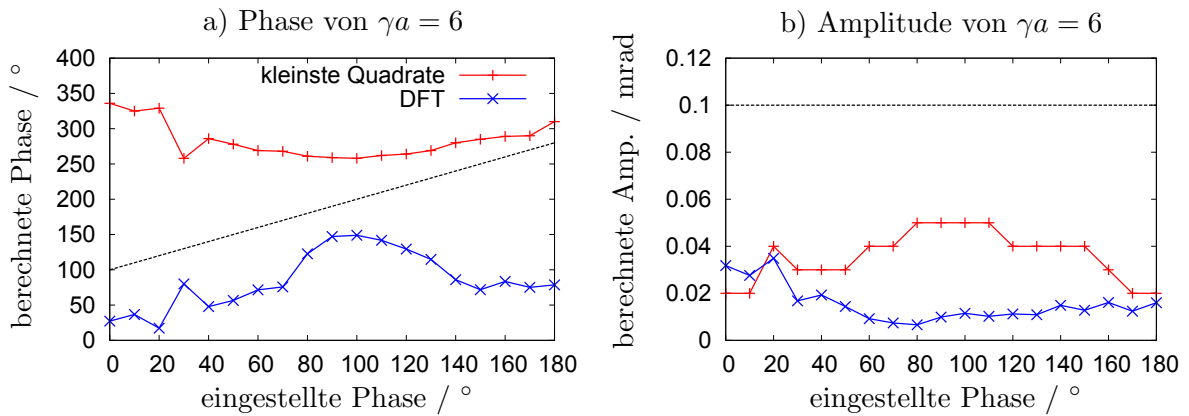 a) Phase von γa = 6
berechnete Phase / °
400
350
300
250
200
150
100
50
0
kleinste Quadrate
DFT
0 20 40 60 80 100 120 140 160 180
eingestellte Phase / °
b) Amplitude von γa = 6
berechnete Amp. / mrad
0.12
0.1
0.08
0.06
0.04
0.02
0
0 20 40 60 80 100 120 140 160 180
eingestellte Phase / °